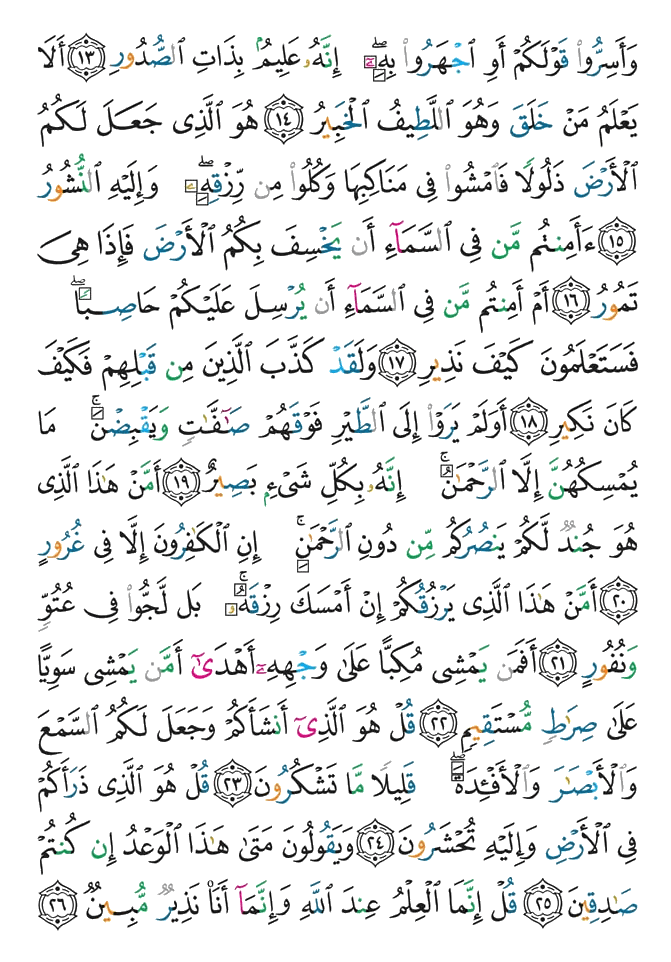 وَأَسِرُّوا۟ قَوْلَكُمْ أَوِ ٱجْهَرُوا۟ بِهِۦٓ ۖ إِنَّهُۥ عَلِيمٌۢ بِذَاتِ ٱلصُّدُورِ ١٣ أَلَا
يَعْلَمُ مَنْ خَلَقَ وَهُوَ ٱللَّطِيفُ ٱلْخَبِيرُ ١٤ هُوَ ٱلَّذِى جَعَلَ لَكُمُ
ٱلْأَرْضَ ذَلُولًا فَٱمْشُوا۟ فِى مَنَاكِبِهَا وَكُلُوا۟ مِن رِّزْقِهِۦ ۖ وَإِلَيْهِ ٱلنُّشُورُ
١٥ ءَأَمِنتُم مَّن فِى ٱلسَّمَآءِ أَن يَخْسِفَ بِكُمُ ٱلْأَرْضَ فَإِذَا هِىَ
تَمُورُ ١٦ أَمْ أَمِنتُم مَّن فِى ٱلسَّمَآءِ أَن يُرْسِلَ عَلَيْكُمْ حَاصِبًا ۖ
فَسَتَعْلَمُونَ كَيْفَ نَذِيرِ ١٧ وَلَقَدْ كَذَّبَ ٱلَّذِينَ مِن قَبْلِهِمْ فَكَيْفَ
كَانَ نَكِيرِ ١٨ أَوَلَمْ يَرَوْا۟ إِلَى ٱلطَّيْرِ فَوْقَهُمْ صَـٰٓفَّـٰتٍ وَيَقْبِضْنَ ۚ مَا
يُمْسِكُهُنَّ إِلَّا ٱلرَّحْمَـٰنُ ۚ إِنَّهُۥ بِكُلِّ شَىْءٍۭ بَصِيرٌ ١٩ أَمَّنْ هَـٰذَا ٱلَّذِى
هُوَ جُندٌ لَّكُمْ يَنصُرُكُم مِّن دُونِ ٱلرَّحْمَـٰنِ ۚ إِنِ ٱلْكَـٰفِرُونَ إِلَّا فِى غُرُورٍ
٢٠ أَمَّنْ هَـٰذَا ٱلَّذِى يَرْزُقُكُمْ إِنْ أَمْسَكَ رِزْقَهُۥ ۚ بَل لَّجُّوا۟ فِى عُتُوٍّ
وَنُفُورٍ ٢١ أَفَمَن يَمْشِى مُكِبًّا عَلَىٰ وَجْهِهِۦٓ أَهْدَىٰٓ أَمَّن يَمْشِى سَوِيًّا
عَلَىٰ صِرَٰطٍ مُّسْتَقِيمٍ ٢٢ قُلْ هُوَ ٱلَّذِىٓ أَنشَأَكُمْ وَجَعَلَ لَكُمُ ٱلسَّمْعَ
وَٱلْأَبْصَـٰرَ وَٱلْأَفْـِٔدَةَ ۖ قَلِيلًا مَّا تَشْكُرُونَ ٢٣ قُلْ هُوَ ٱلَّذِى ذَرَأَكُمْ
فِى ٱلْأَرْضِ وَإِلَيْهِ تُحْشَرُونَ ٢٤ وَيَقُولُونَ مَتَىٰ هَـٰذَا ٱلْوَعْدُ إِن كُنتُمْ
صَـٰدِقِينَ ٢٥ قُلْ إِنَّمَا ٱلْعِلْمُ عِندَ ٱللَّهِ وَإِنَّمَآ أَنَا۠ نَذِيرٌ مُّبِينٌ ٢٦